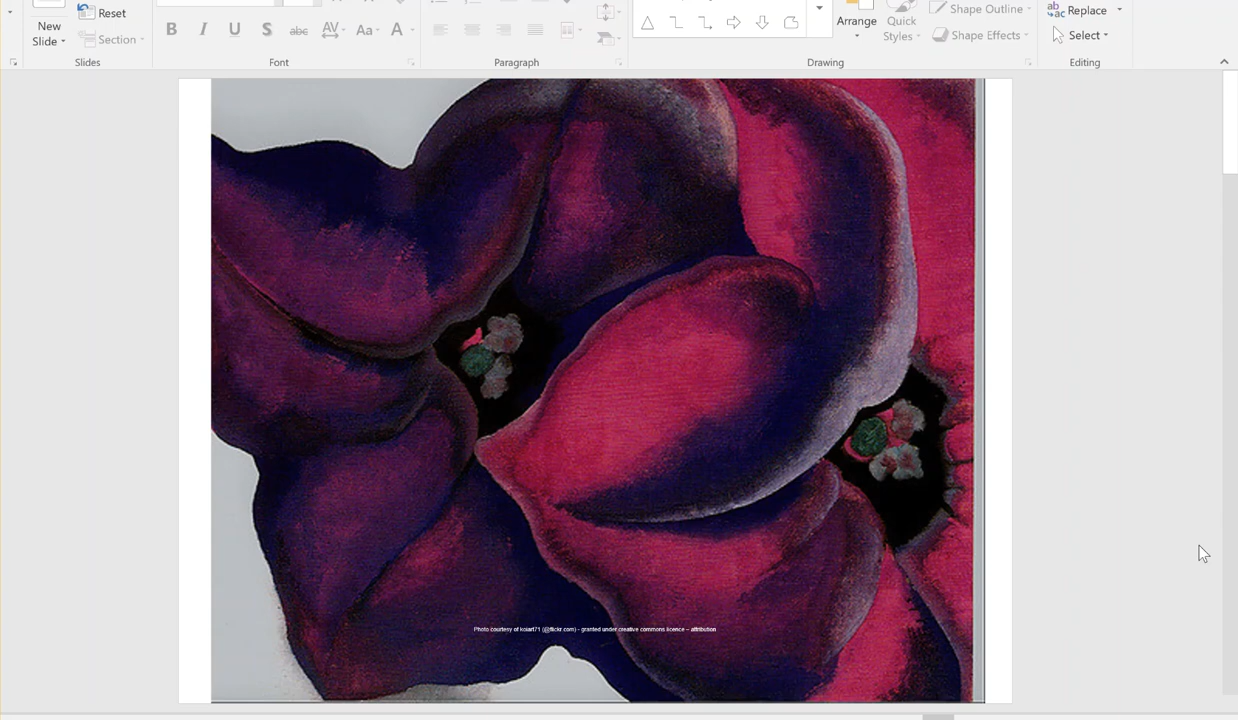 New
Slide
Reset
Section
Slides
B I U S abc AV Aa A
Font
Paragraph
Arrange
Quick
Styles
Shape Outline
Shape Effects
Drawing
Replace
Select
Editing
Photo courtesy of koiart71 (@flickr.com) - granted under creative commons licence – attribution